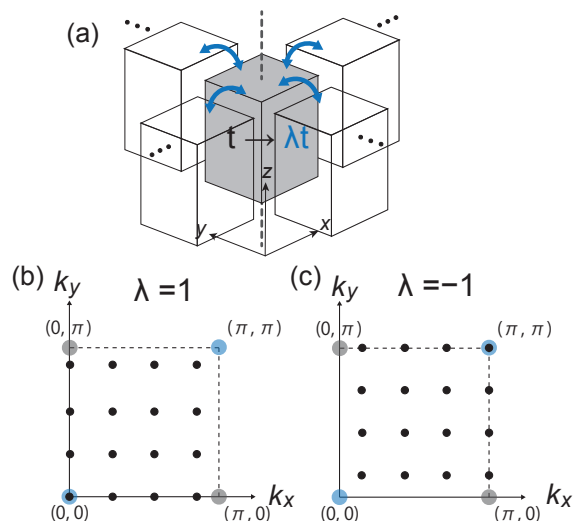 (a)
t → λt
z
y
x
(b)
λ =1
k_y
(0, π)
(π, π)
(0,0)
(π,0)
k_x
(c)
λ =−1
k_y
(0, π)
(π, π)
(0,0)
(π,0)
k_x